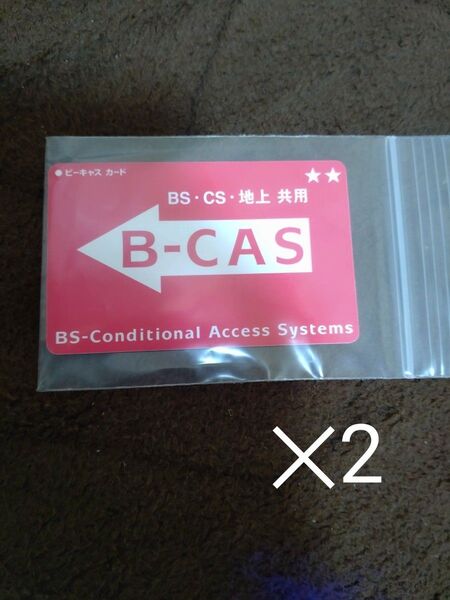 ●ビーキャス カード
★★
BS・CS・地上 共用
B-CAS
BS-Conditional Access Systems
×2